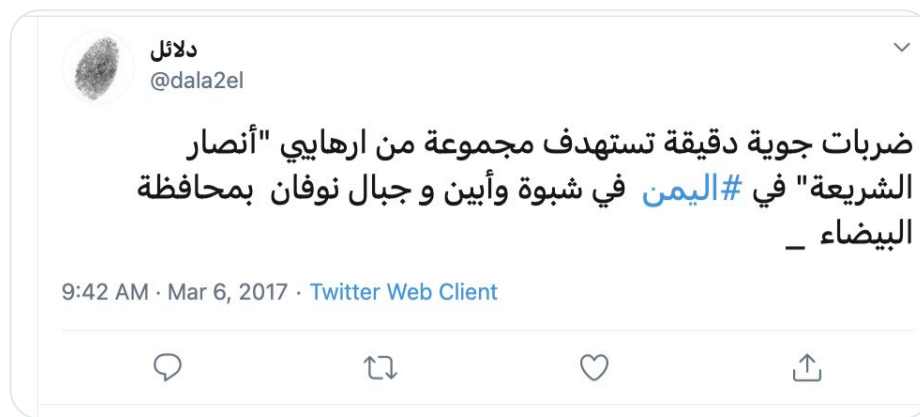 دلائل
@dala2el
ضربات جوية دقيقة تستهدف مجموعة من ارهابيي "أنصار
الشريعة" في #اليمن في شبوة وأبين و جبال نوفان بمحافظة
البيضاء _
9:42 AM · Mar 6, 2017 · Twitter Web Client